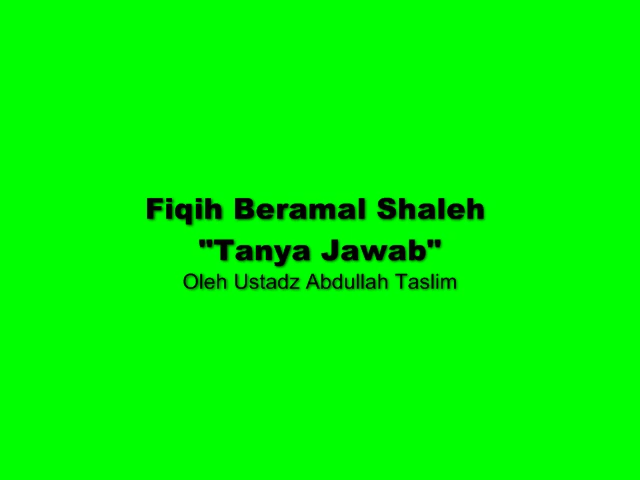 Fiqih Beramal Shaleh
"Tanya Jawab"
Oleh Ustadz Abdullah Taslim